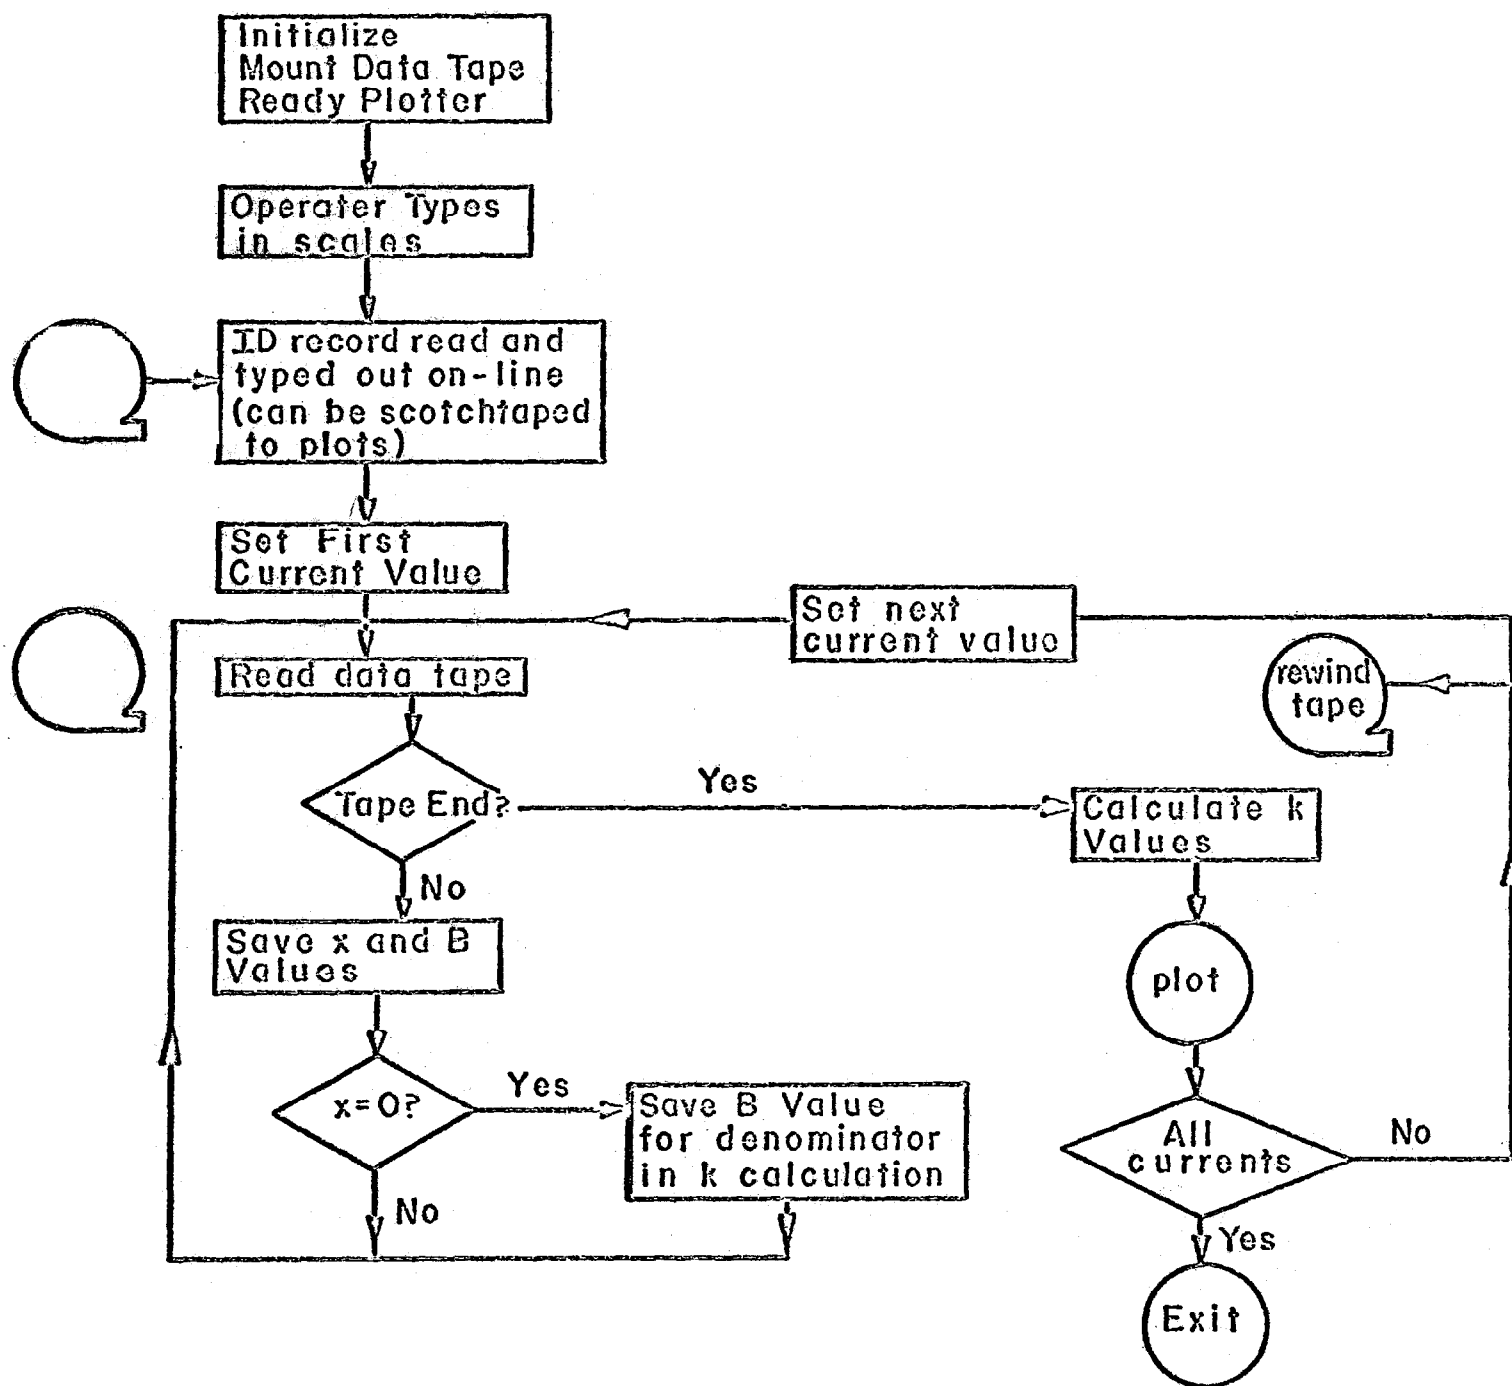 Initialize
Mount Data Tape
Ready Plotter
Operater Types
in scales
ID record read and
typed out on-line
(can be scotchtaped
to plots)
Set First
Current Value
Set next
current value
rewind
tape
Read data tape
Tape End?
Yes
Calculate k
Values
No
Save x and B
Values
plot
x=0?
Yes
Save B Value
for denominator
in k calculation
No
All
currents
No
Yes
Exit